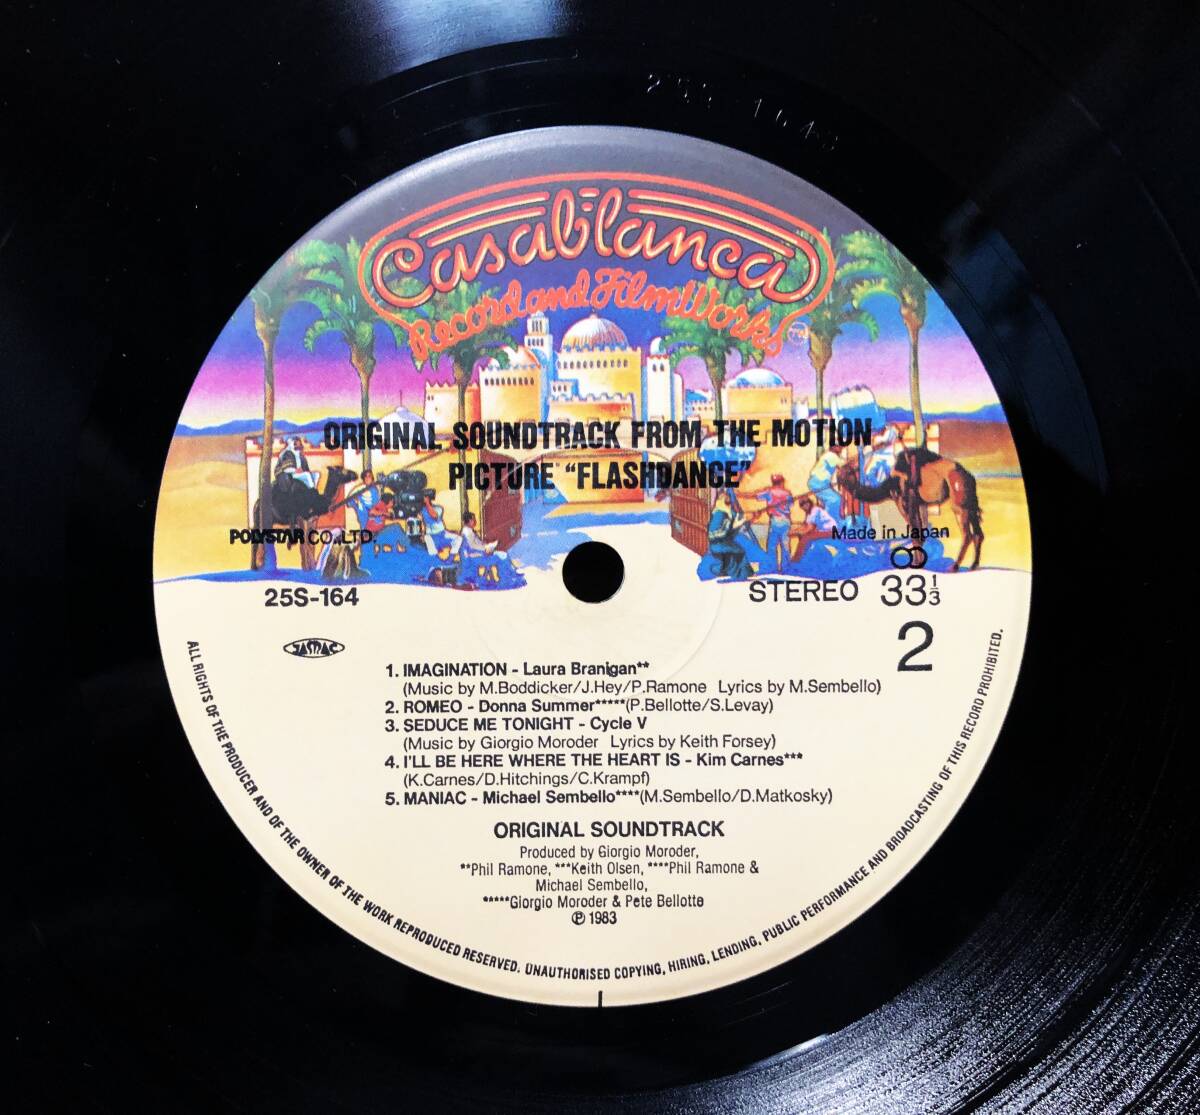 Casablanca
Record and FilmWorks
ORIGINAL SOUNDTRACK FROM THE MOTION
PICTURE "FLASHDANCE"
POLYSTAR CO.,LTD.
Made in Japan
25S-164
STEREO 33 1/3
2
JASRAC
1. IMAGINATION - Laura Branigan**
(Music by M.Boddicker/J.Hey/P.Ramone Lyrics by M.Sembello)
2. ROMEO - Donna Summer*****(P.Bellotte/S.Levay)
3. SEDUCE ME TONIGHT - Cycle V
(Music by Giorgio Moroder Lyrics by Keith Forsey)
4. I'LL BE HERE WHERE THE HEART IS - Kim Carnes***
(K.Carnes/D.Hitchings/C.Krampf)
5. MANIAC - Michael Sembello****(M.Sembello/D.Matkosky)
ORIGINAL SOUNDTRACK
Produced by Giorgio Moroder,
**Phil Ramone, ***Keith Olsen, ****Phil Ramone &
Michael Sembello,
*****Giorgio Moroder & Pete Bellotte
℗ 1983
ALL RIGHTS OF THE PRODUCER AND OF THE OWNER OF THE WORK REPRODUCED RESERVED. UNAUTHORISED COPYING, HIRING, LENDING, PUBLIC PERFORMANCE AND BROADCASTING OF THIS RECORD PROHIBITED.